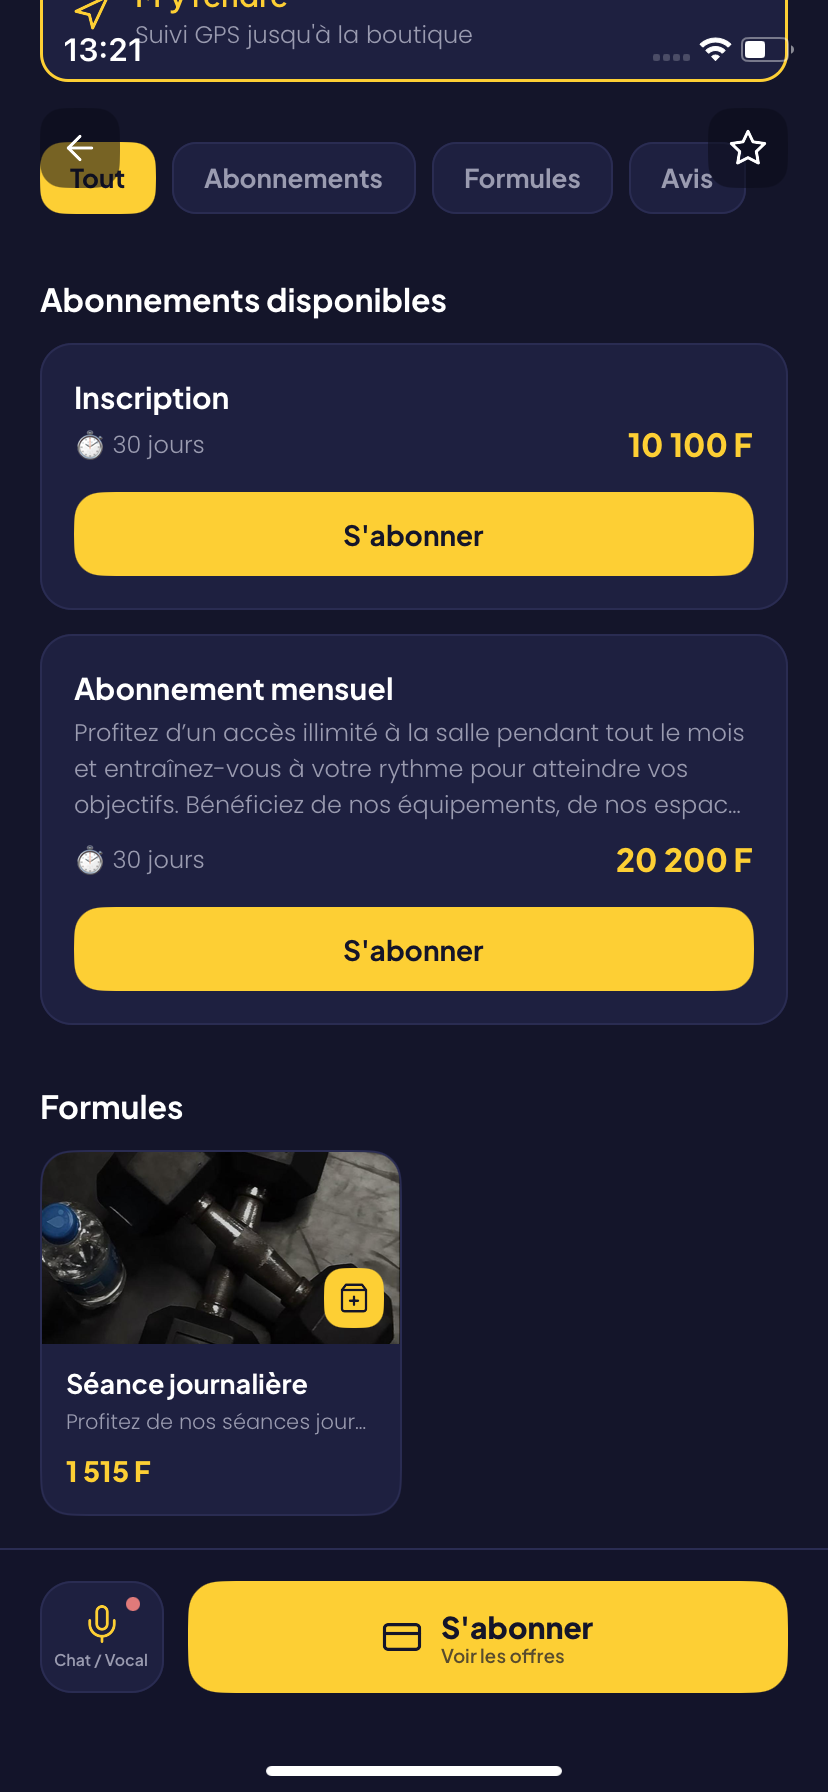 M'y rendre
Suivi GPS jusqu'à la boutique
13:21
Tout
Abonnements
Formules
Avis
Abonnements disponibles
Inscription
30 jours
10 100 F
S'abonner
Abonnement mensuel
Profitez d’un accès illimité à la salle pendant tout le mois
et entraînez-vous à votre rythme pour atteindre vos
objectifs. Bénéficiez de nos équipements, de nos espac...
30 jours
20 200 F
S'abonner
Formules
Séance journalière
Profitez de nos séances jour...
1 515 F
Chat / Vocal
S'abonner
Voir les offres